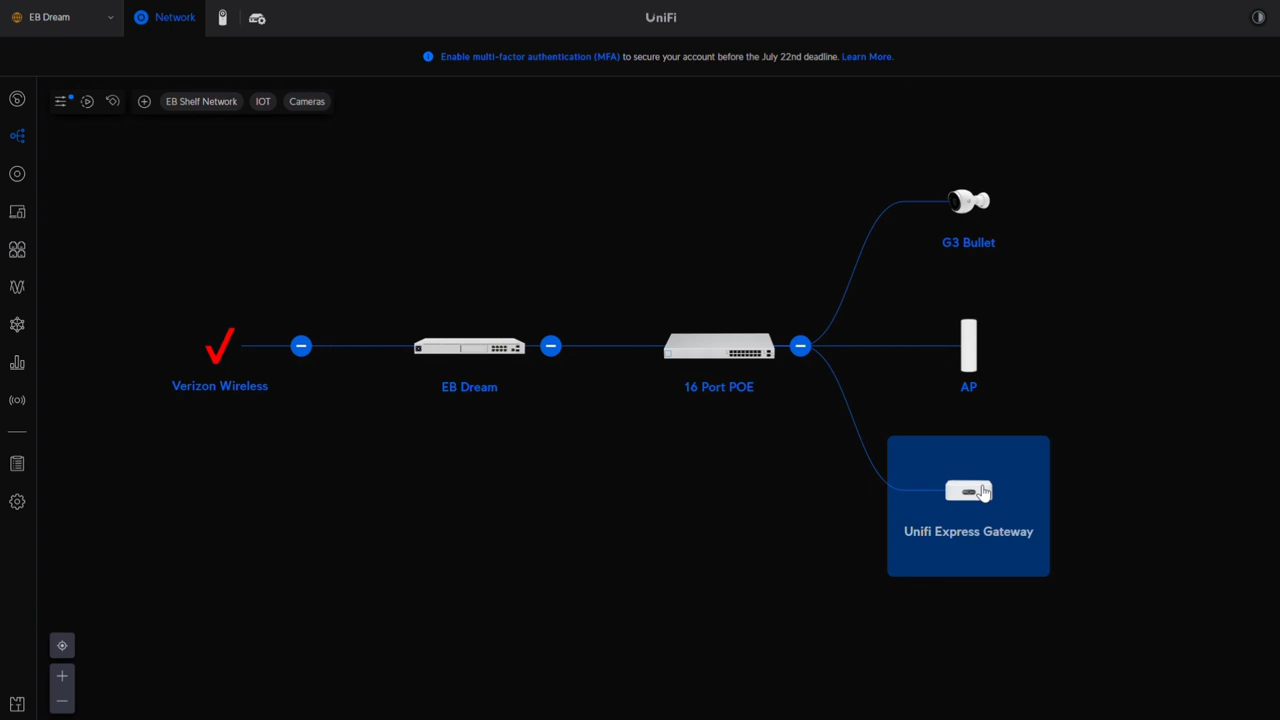 EB Dream
Network
UniFi
Enable multi-factor authentication (MFA) to secure your account before the July 22nd deadline. Learn More.
EB Shelf Network
IOT
Cameras
G3 Bullet
Verizon Wireless
EB Dream
16 Port POE
AP
Unifi Express Gateway